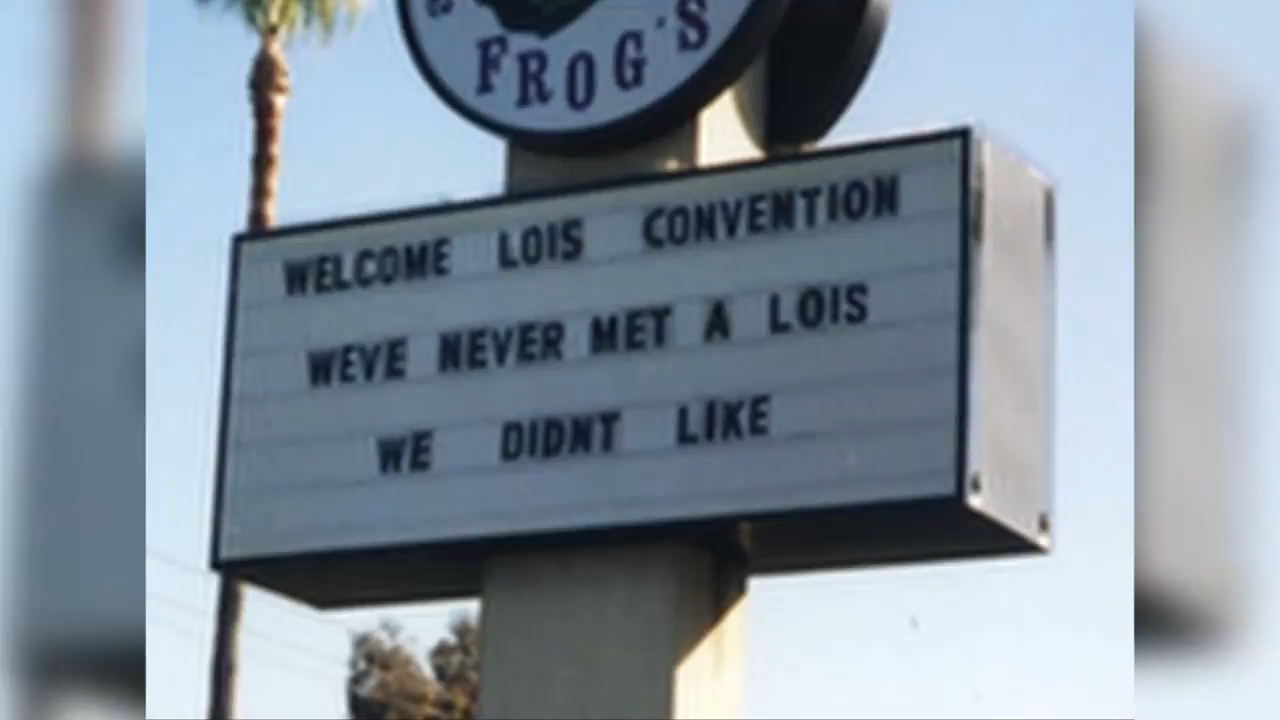 FROG'S
WELCOME LOIS CONVENTION
WEVE NEVER MET A LOIS
WE DIDNT LIKE